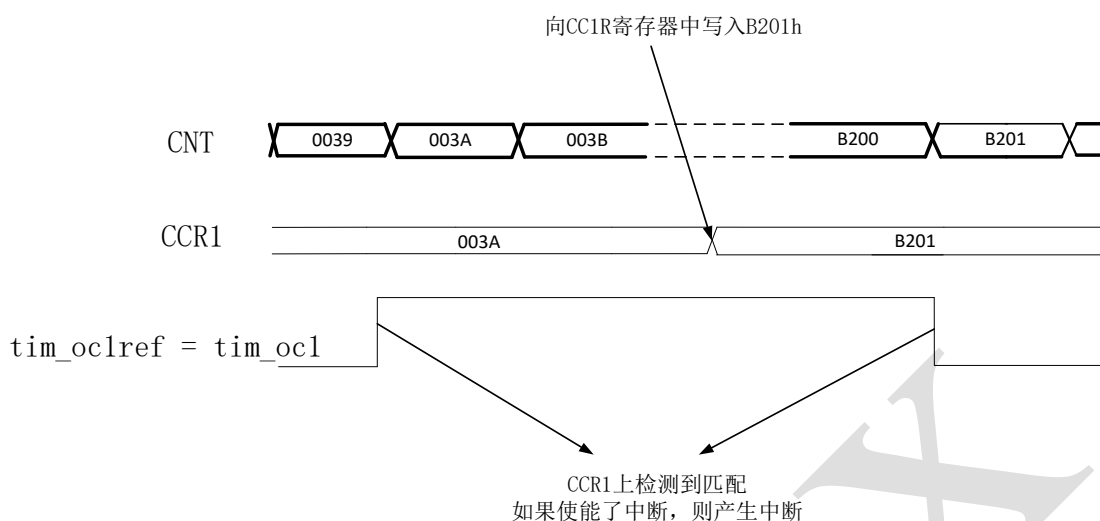 向CC1R寄存器中写入B201h
CNT 0039 003A 003B B200 B201
CCR1 003A B201
tim_oc1ref = tim_oc1
CCR1上检测到匹配
如果使能了中断，则产生中断